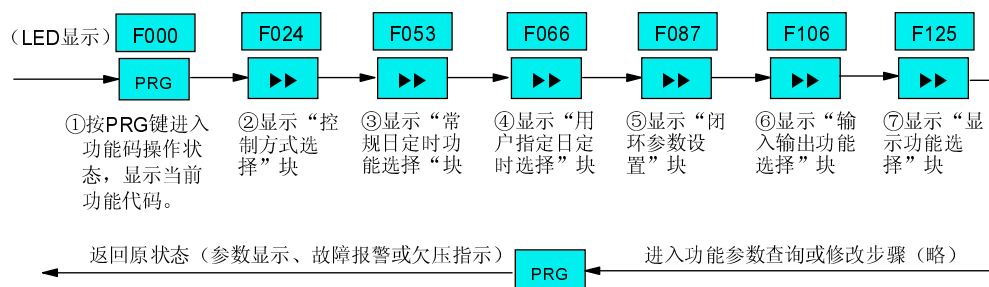 (LED显示) F000 F024 F053 F066 F087 F106 F125
PRG ▶▶ ▶▶ ▶▶ ▶▶ ▶▶ ▶▶
①按PRG键进入
功能码操作状
态，显示当前
功能代码。
②显示“控
制方式选
择”块
③显示“常
规日定时功
能选择“块
④显示“用
户指定日定
时选择”块
⑤显示“闭
环参数设
置”块
⑥显示“输
入输出功能
选择”块
⑦显示“显
示功能选
择”块
返回原状态（参数显示、故障报警或欠压指示）
PRG
进入功能参数查询或修改步骤（略）